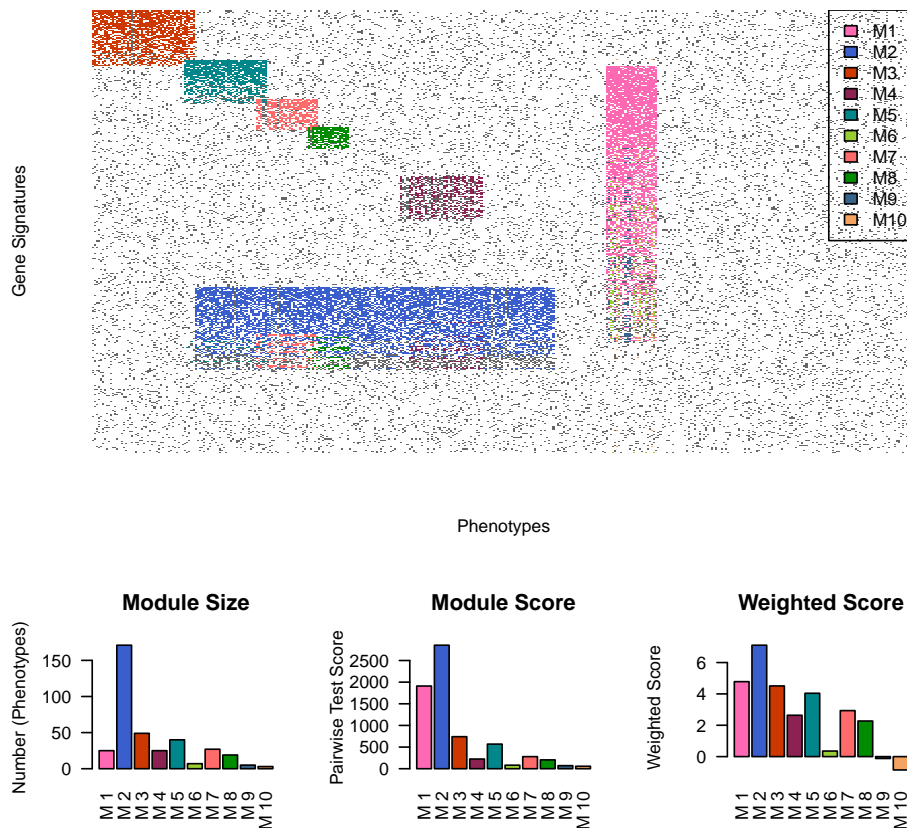 M1
M2
M3
M4
M5
M6
M7
M8
M9
M10
Gene Signatures
Phenotypes
Module Size
Number (Phenotypes)
150
100
50
0
M 1
M 2
M 3
M 4
M 5
M 6
M 7
M 8
M 9
M 10
Module Score
Pairwise Test Score
2500
2000
1500
1000
500
0
M 1
M 2
M 3
M 4
M 5
M 6
M 7
M 8
M 9
M 10
Weighted Score
Weighted Score
6
4
2
0
M 1
M 2
M 3
M 4
M 5
M 6
M 7
M 8
M 9
M 10